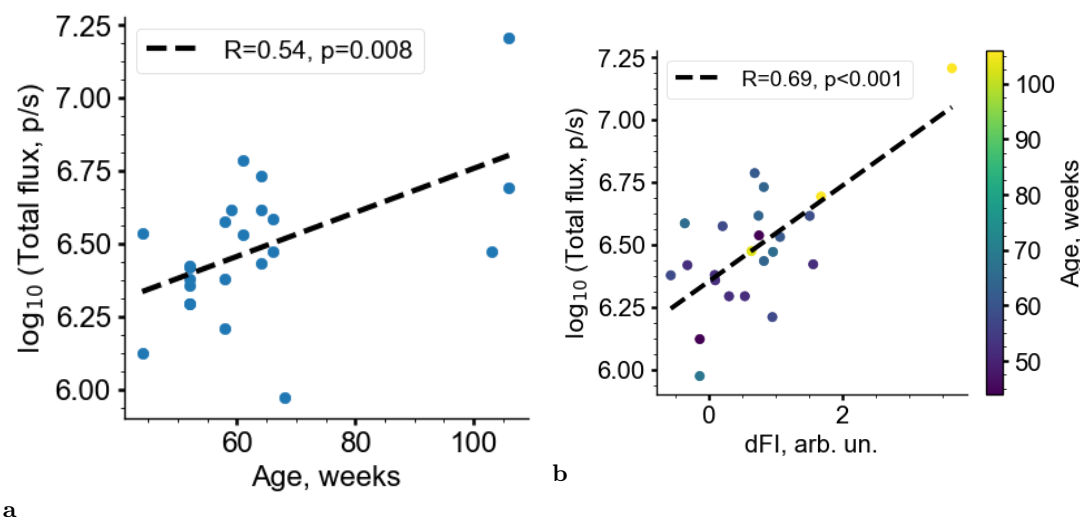 7.25
7.00
6.75
6.50
6.25
6.00
log₁₀ (Total flux, p/s)
R=0.54, p=0.008
60
80
100
Age, weeks
a
7.25
7.00
6.75
6.50
6.25
6.00
log₁₀ (Total flux, p/s)
R=0.69, p<0.001
0
2
dFI, arb. un.
100
90
80
70
60
50
Age, weeks
b